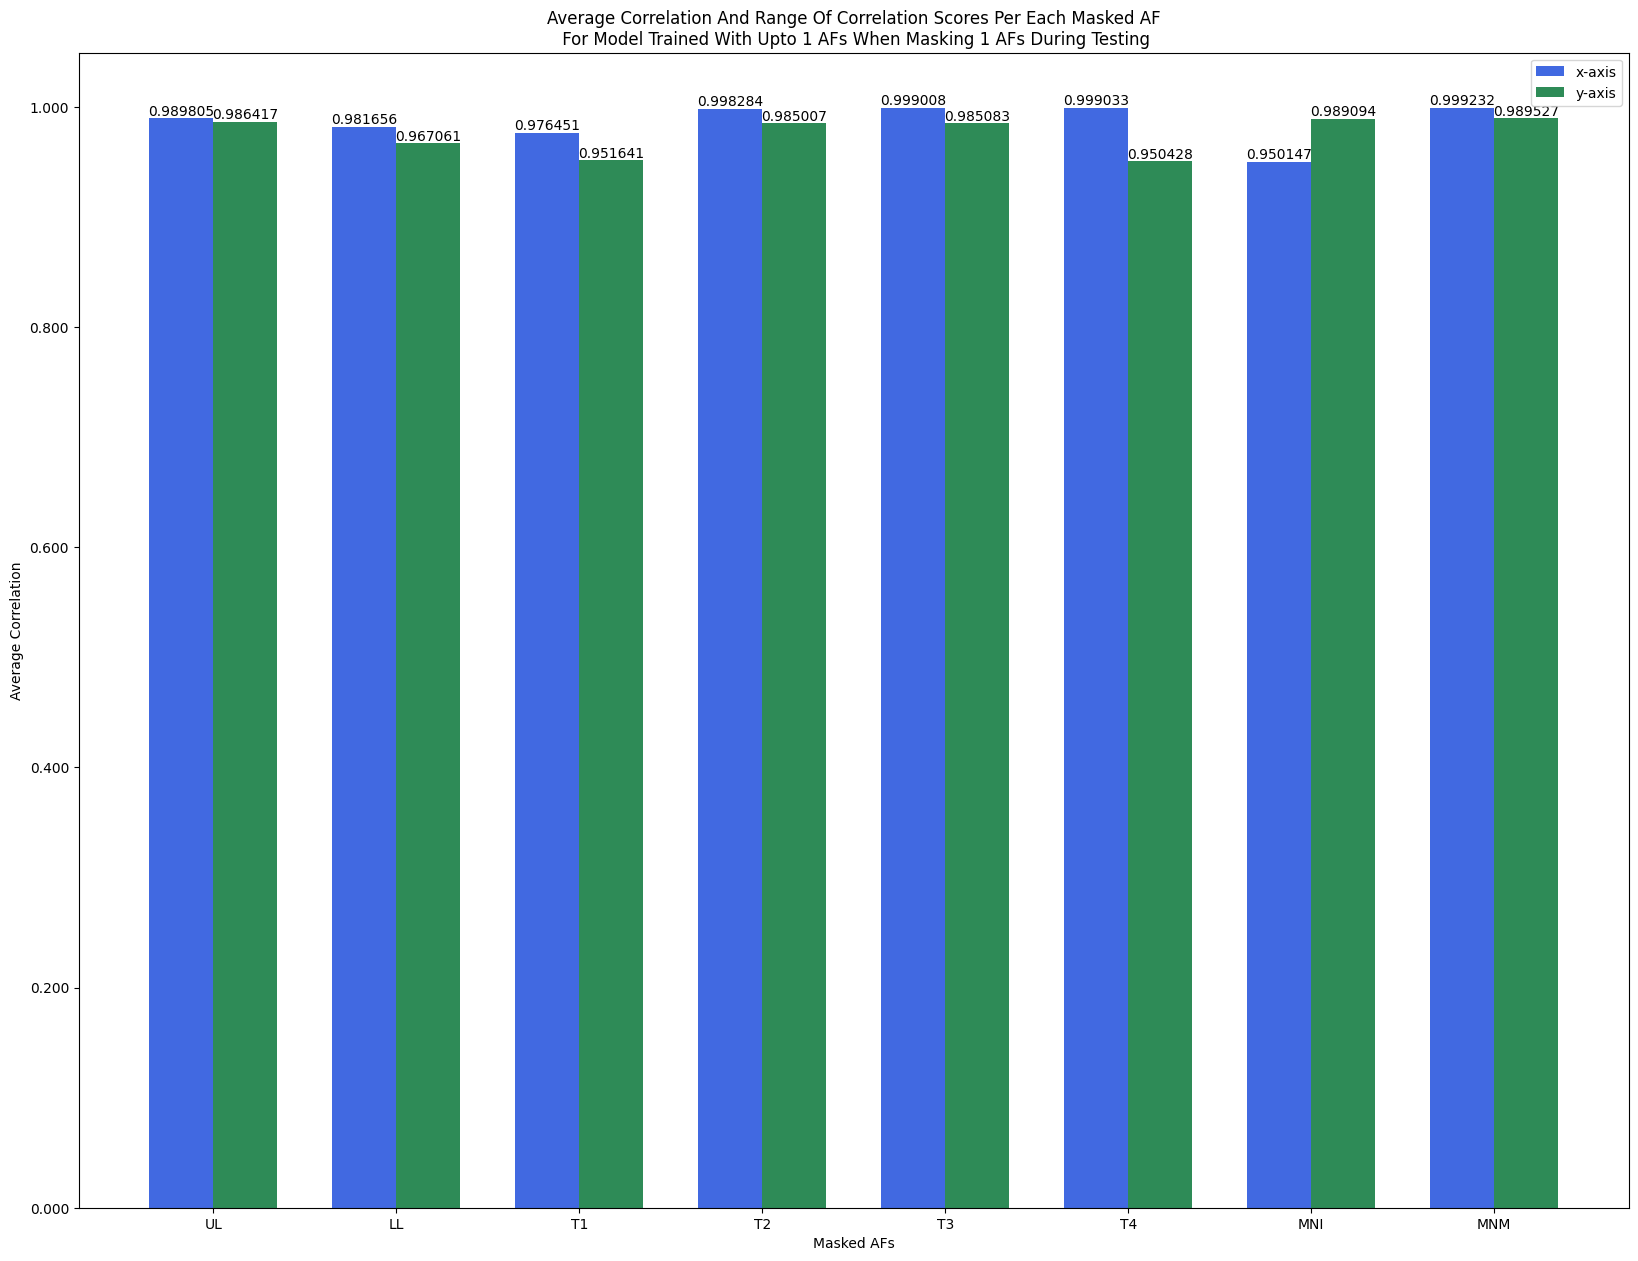 Average Correlation And Range Of Correlation Scores Per Each Masked AF
For Model Trained With Upto 1 AFs When Masking 1 AFs During Testing
x-axis
y-axis
1.000
0.800
0.600
0.400
0.200
0.000
Average Correlation
0.989805
0.986417
0.981656
0.967061
0.976451
0.951641
0.998284
0.985007
0.999008
0.985083
0.999033
0.950428
0.950147
0.989094
0.999232
0.989527
UL
LL
T1
T2
T3
T4
MNI
MNM
Masked AFs